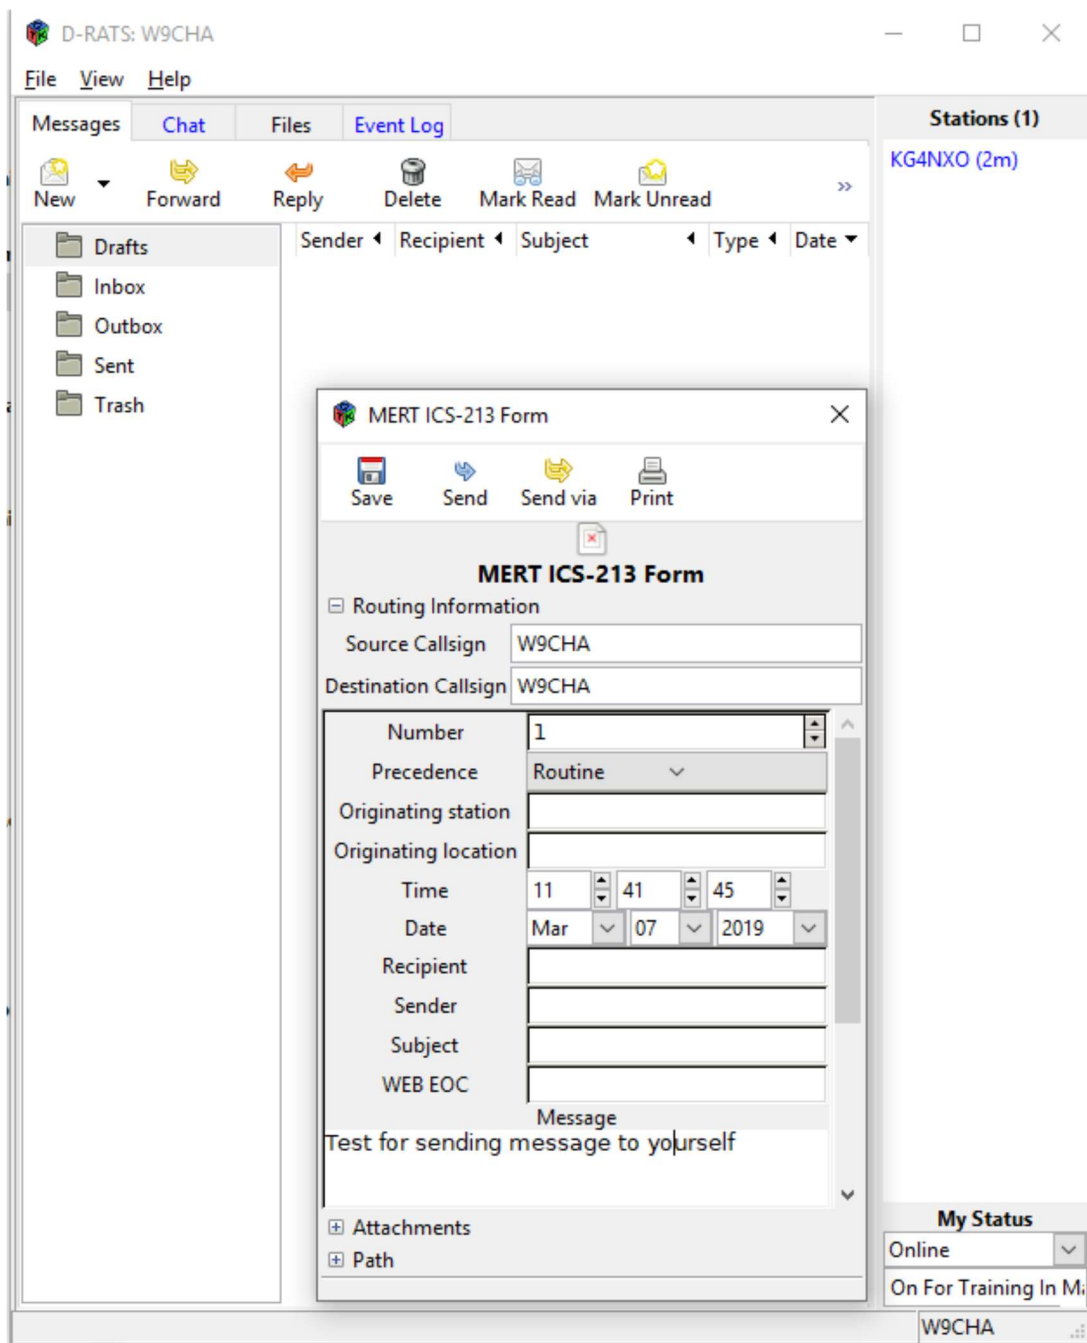 D-RATS: W9CHA
File View Help
Messages Chat Files Event Log
Stations (1)
KG4NXO (2m)
New Forward Reply Delete Mark Read Mark Unread »
Drafts
Inbox
Outbox
Sent
Trash
Sender Recipient Subject Type Date
MERT ICS-213 Form
Save Send Send via Print
MERT ICS-213 Form
Routing Information
Source Callsign W9CHA
Destination Callsign W9CHA
Number 1
Precedence Routine
Originating station
Originating location
Time 11 41 45
Date Mar 07 2019
Recipient
Sender
Subject
WEB EOC
Message
Test for sending message to yourself
Attachments
Path
My Status
Online
On For Training In
W9CHA